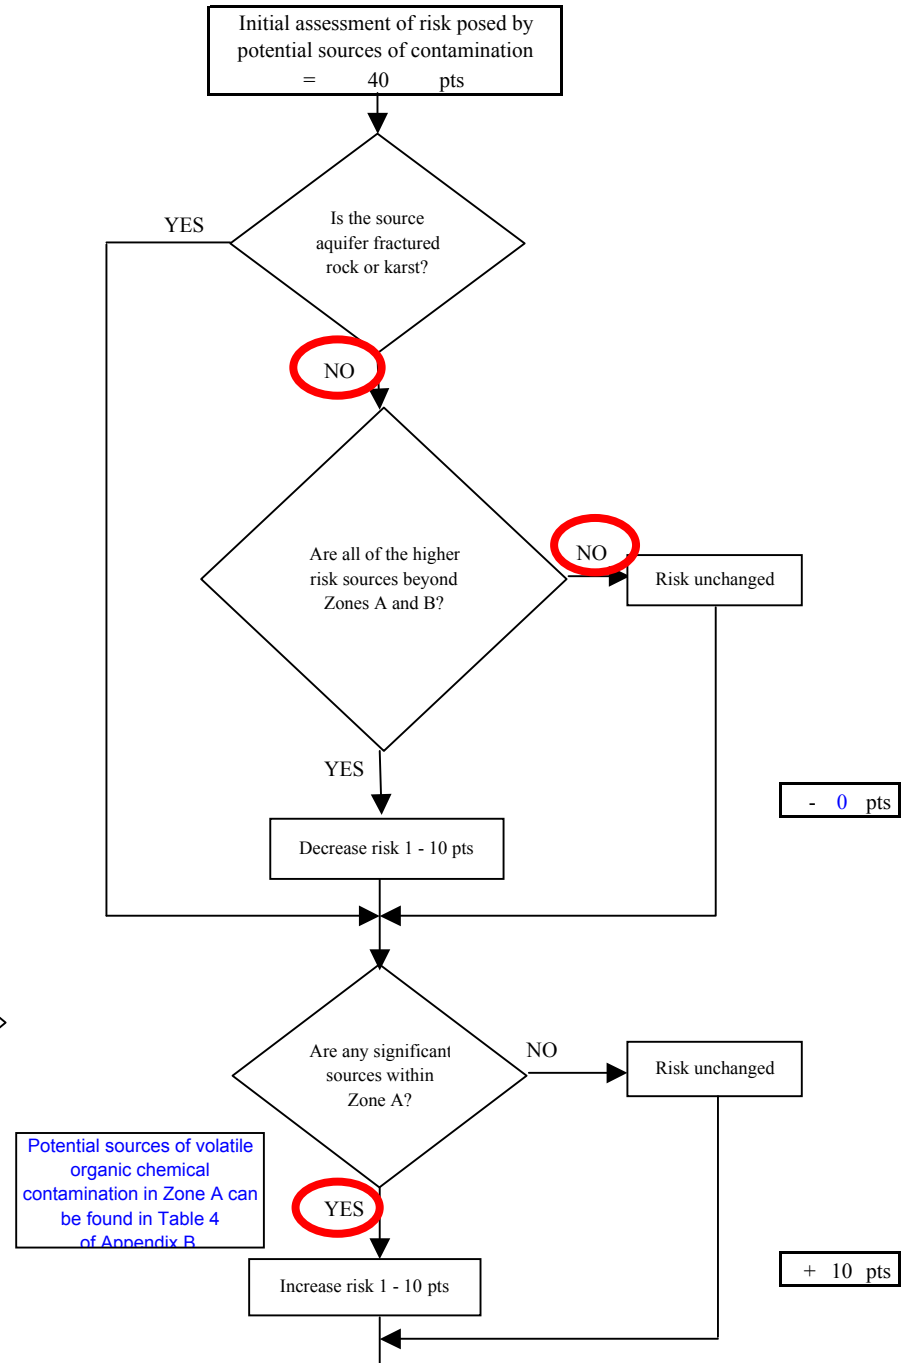 Initial assessment of risk posed by
potential sources of contamination
= 40 pts
YES
Is the source
aquifer fractured
rock or karst?
NO
Are all of the higher
risk sources beyond
Zones A and B?
NO
Risk unchanged
YES
- 0 pts
Decrease risk 1 - 10 pts
Are any significant
sources within
Zone A?
NO
Risk unchanged
Potential sources of volatile
organic chemical
contamination in Zone A can
be found in Table 4
of Appendix B
YES
+ 10 pts
Increase risk 1 - 10 pts